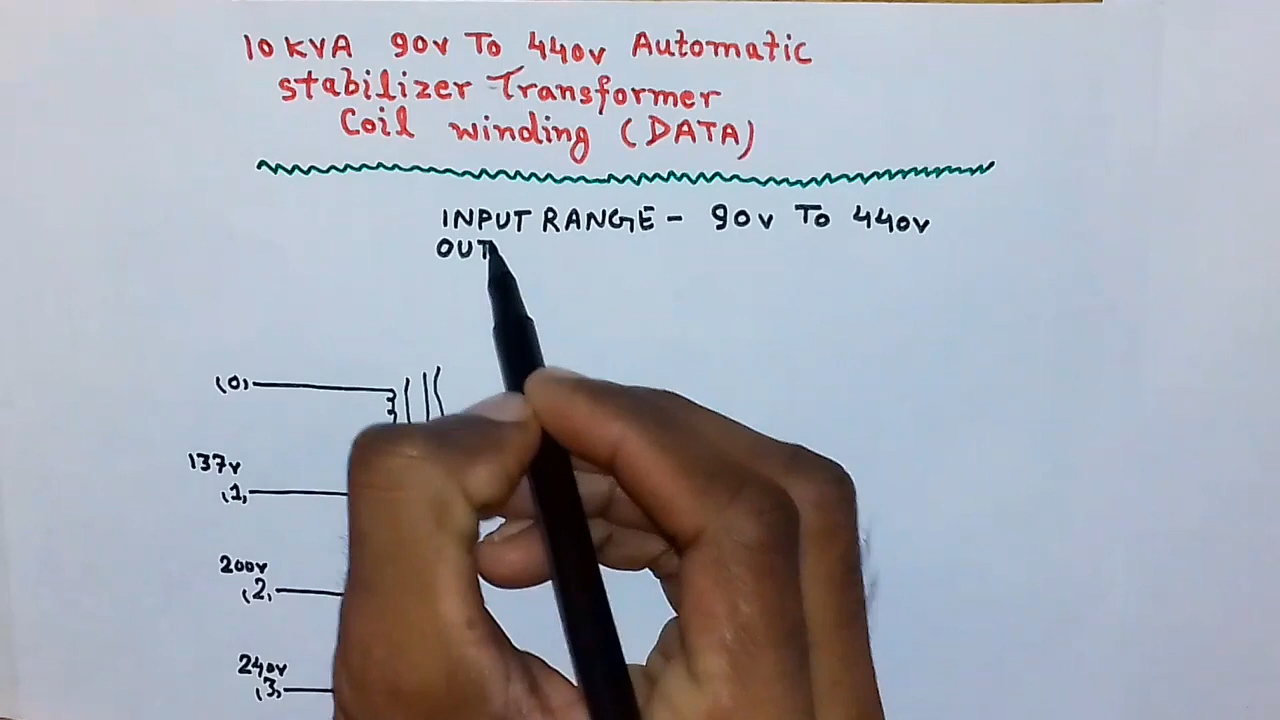 10 KVA 90v To 440v Automatic
stabilizer Transformer
Coil winding (DATA)
INPUT RANGE - 90v To 440v
OUT
(0)
137v
(1)
200v
(2)
240v
(3)